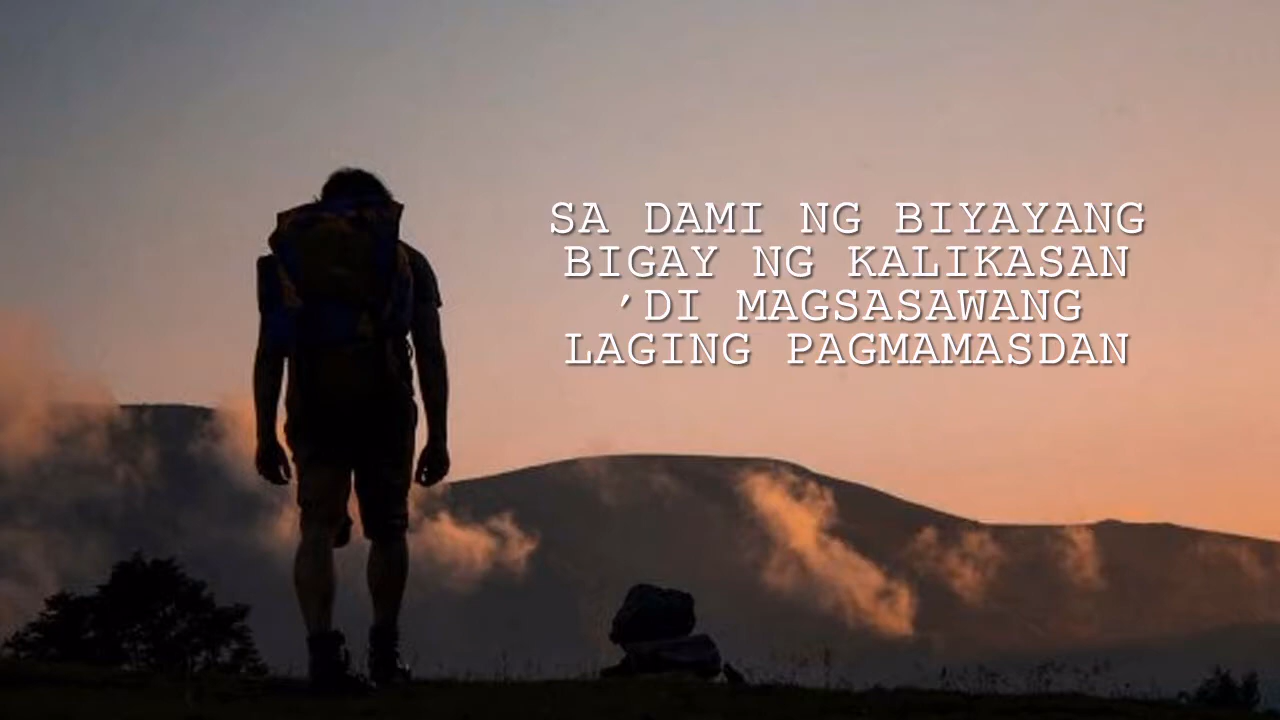 SA DAMI NG BIYAYANG
BIGAY NG KALIKASAN
'DI MAGSASAWANG
LAGING PAGMAMASDAN